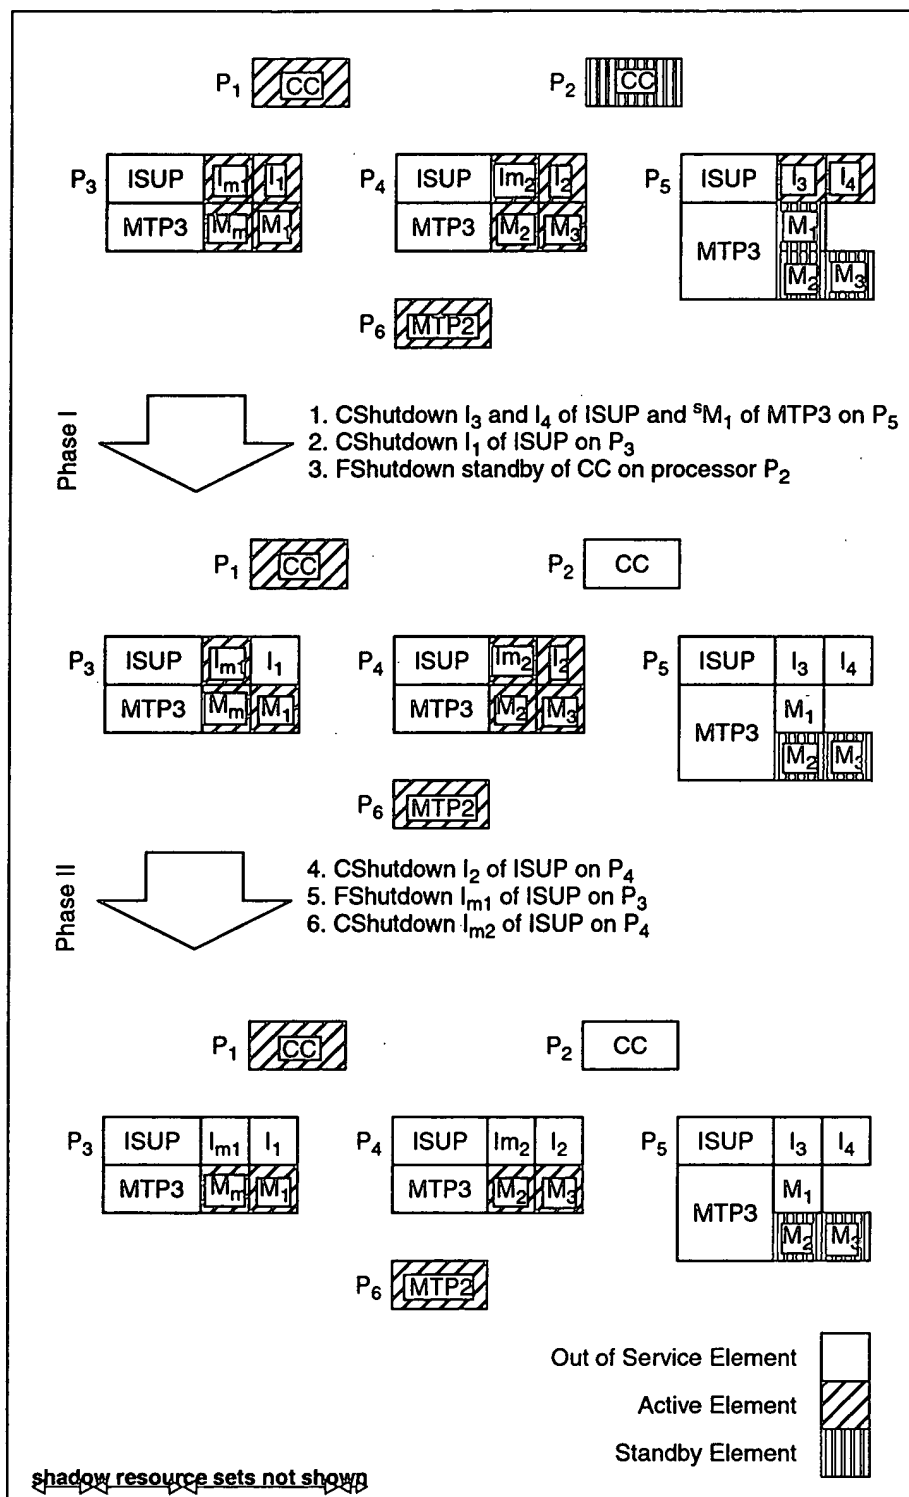 P1 CC P2 CC
P3 ISUP Im1 I1 P4 ISUP Im2 I2 P5 ISUP I3 I4
MTP3 Mm M1 MTP3 M2 M3 MTP3 M1
M2 M3
P6 MTP2
Phase I
1. CShutdown I3 and I4 of ISUP and sM1 of MTP3 on P5
2. CShutdown I1 of ISUP on P3
3. FShutdown standby of CC on processor P2
P1 CC P2 CC
P3 ISUP Im1 I1 P4 ISUP Im2 I2 P5 ISUP I3 I4
MTP3 Mm M1 MTP3 M2 M3 MTP3 M1
M2 M3
P6 MTP2
Phase II
4. CShutdown I2 of ISUP on P4
5. FShutdown Im1 of ISUP on P3
6. CShutdown Im2 of ISUP on P4
P1 CC P2 CC
P3 ISUP Im1 I1 P4 ISUP Im2 I2 P5 ISUP I3 I4
MTP3 Mm M1 MTP3 M2 M3 MTP3 M1
M2 M3
P6 MTP2
Out of Service Element
Active Element
Standby Element
shadow resource sets not shown